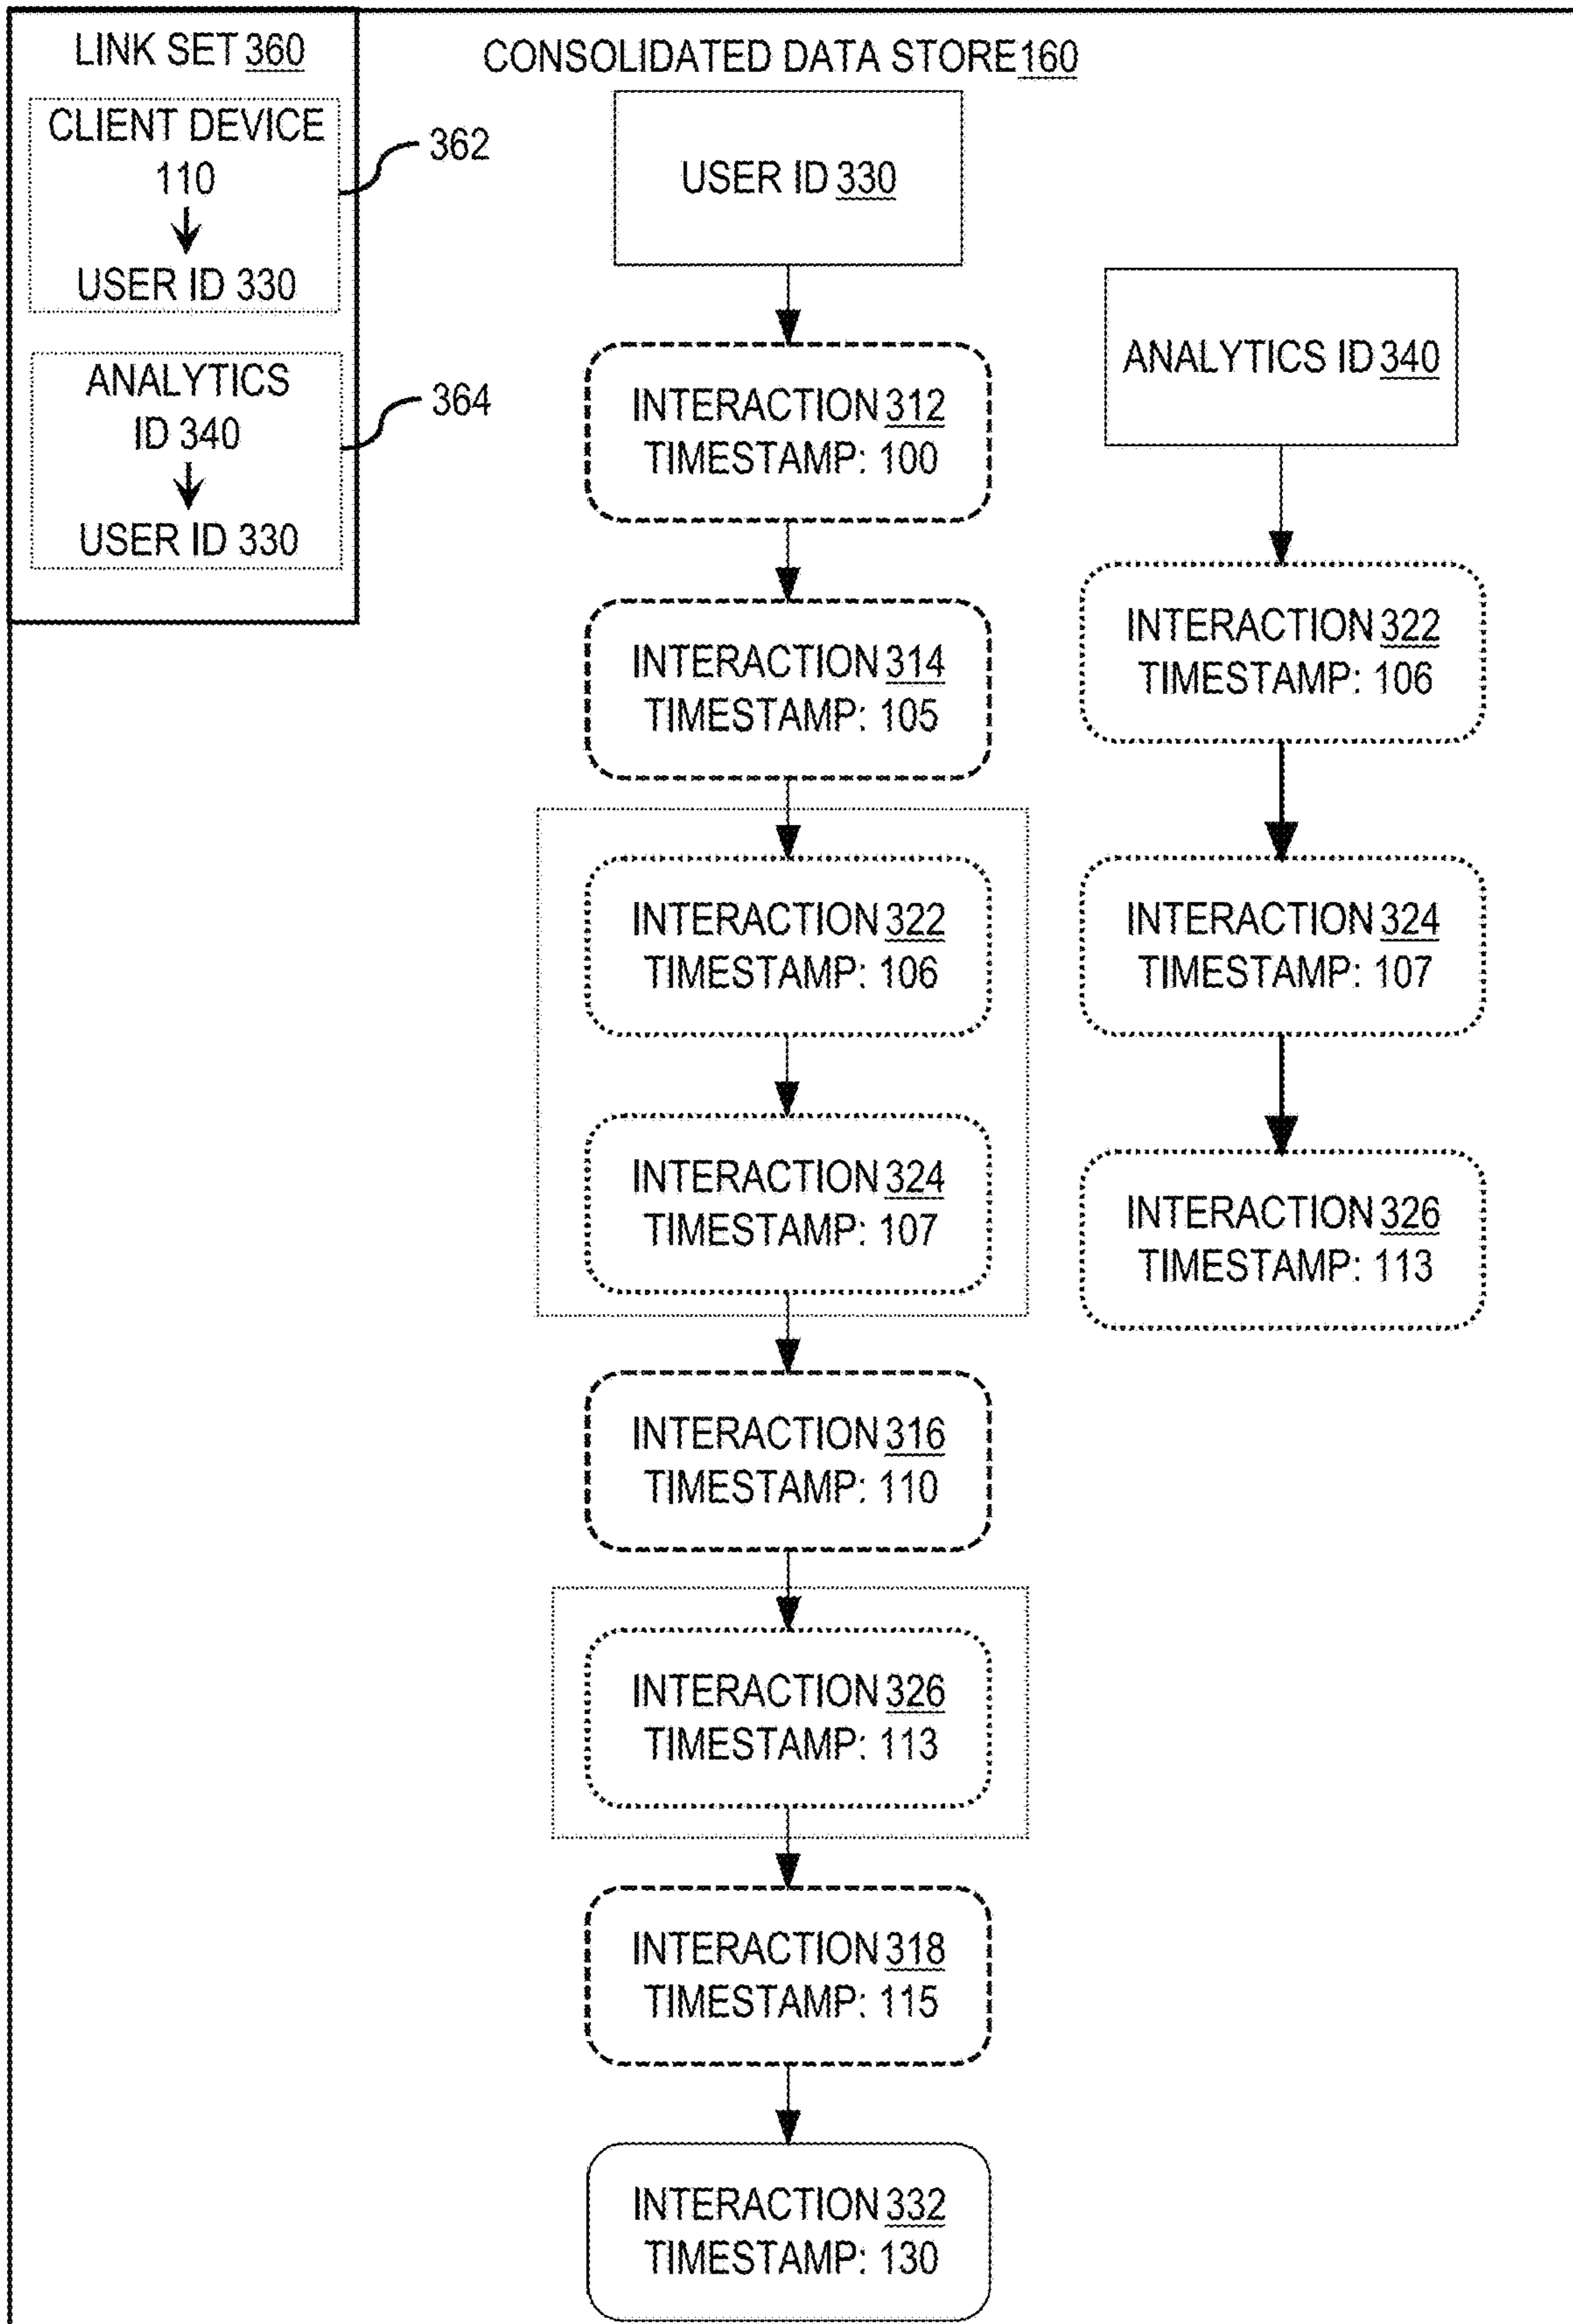 LINK SET 360
CLIENT DEVICE
110
USER ID 330
362
ANALYTICS
ID 340
USER ID 330
364
CONSOLIDATED DATA STORE 160
USER ID 330
INTERACTION 312
TIMESTAMP: 100
INTERACTION 314
TIMESTAMP: 105
INTERACTION 322
TIMESTAMP: 106
INTERACTION 324
TIMESTAMP: 107
INTERACTION 316
TIMESTAMP: 110
INTERACTION 326
TIMESTAMP: 113
INTERACTION 318
TIMESTAMP: 115
INTERACTION 332
TIMESTAMP: 130
ANALYTICS ID 340
INTERACTION 322
TIMESTAMP: 106
INTERACTION 324
TIMESTAMP: 107
INTERACTION 326
TIMESTAMP: 113